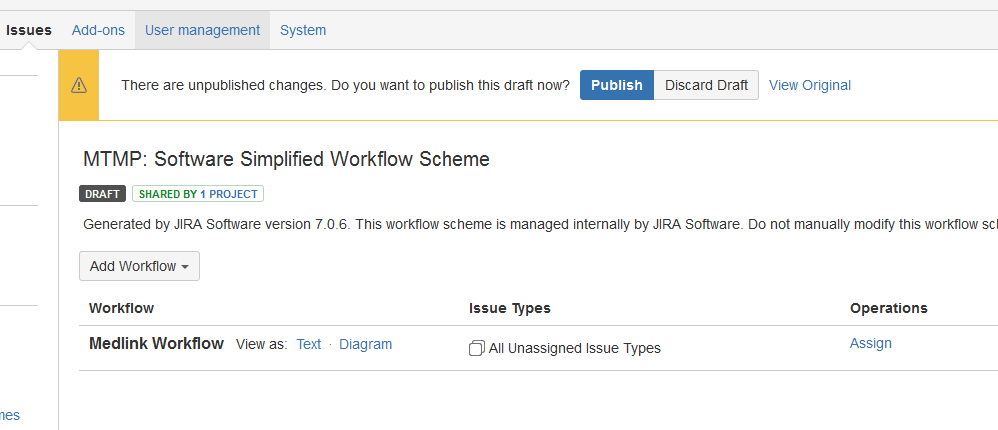 Issues Add-ons User management System
There are unpublished changes. Do you want to publish this draft now? Publish Discard Draft View Original
MTMP: Software Simplified Workflow Scheme
DRAFT SHARED BY 1 PROJECT
Generated by JIRA Software version 7.0.6. This workflow scheme is managed internally by JIRA Software. Do not manually modify this workflow
Add Workflow
Workflow Issue Types Operations
Medlink Workflow View as: Text · Diagram All Unassigned Issue Types Assign